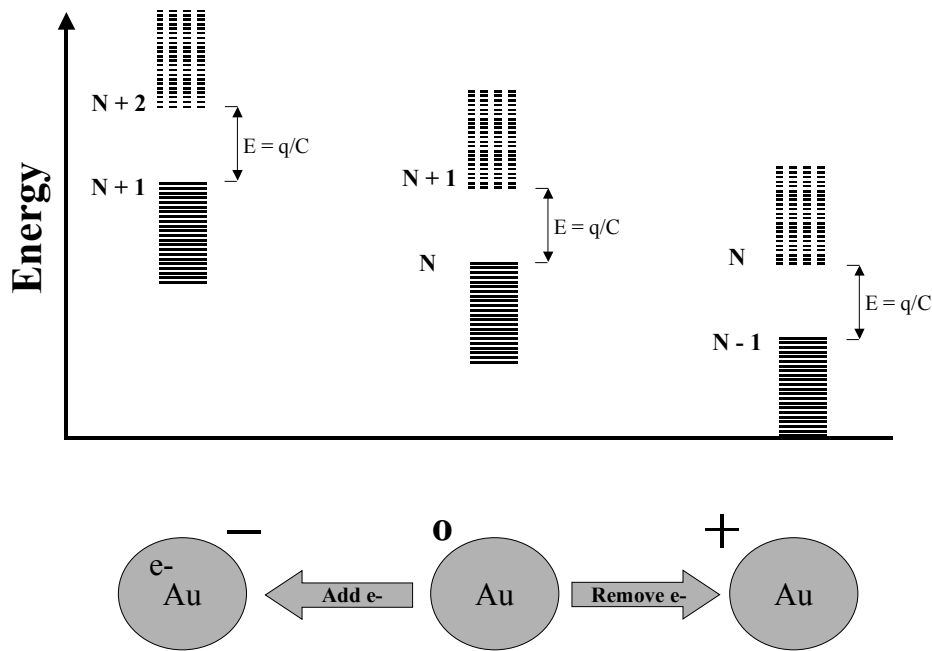 Energy
N + 2
E = q/C
N + 1
N + 1
E = q/C
N
N
E = q/C
N - 1
− o +
e-
Au Add e- Au Remove e- Au